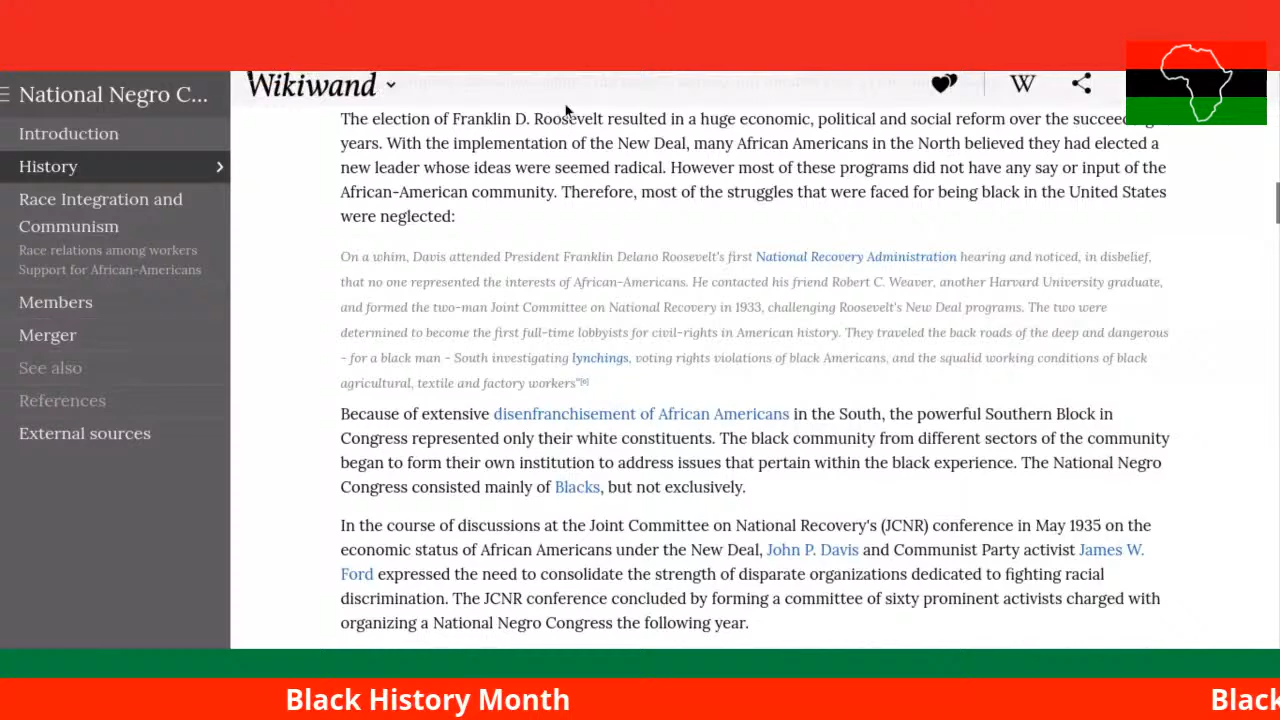 National Negro C...
Introduction
History
Race Integration and
Communism
Race relations among workers
Support for African-Americans
Members
Merger
See also
References
External sources
Wikiwand
W
The election of Franklin D. Roosevelt resulted in a huge economic, political and social reform over the
years. With the implementation of the New Deal, many African Americans in the North believed they had elected a
new leader whose ideas were seemed radical. However most of these programs did not have any say or input of the
African-American community. Therefore, most of the struggles that were faced for being black in the United States
were neglected:
On a whim, Davis attended President Franklin Delano Roosevelt's first National Recovery Administration hearing and noticed, in disbelief,
that no one represented the interests of African-Americans. He contacted his friend Robert C. Weaver, another Harvard University graduate,
and formed the two-man Joint Committee on National Recovery in 1933, challenging Roosevelt's New Deal programs. The two were
determined to become the first full-time lobbyists for civil-rights in American history. They traveled the back roads of the deep and dangerous
- for a black man - South investigating lynchings, voting rights violations of black Americans, and the squalid working conditions of black
agricultural, textile and factory workers"[6]
Because of extensive disenfranchisement of African Americans in the South, the powerful Southern Block in
Congress represented only their white constituents. The black community from different sectors of the community
began to form their own institution to address issues that pertain within the black experience. The National Negro
Congress consisted mainly of Blacks, but not exclusively.
In the course of discussions at the Joint Committee on National Recovery's (JCNR) conference in May 1935 on the
economic status of African Americans under the New Deal, John P. Davis and Communist Party activist James W.
Ford expressed the need to consolidate the strength of disparate organizations dedicated to fighting racial
discrimination. The JCNR conference concluded by forming a committee of sixty prominent activists charged with
organizing a National Negro Congress the following year.
Black History Month
Black